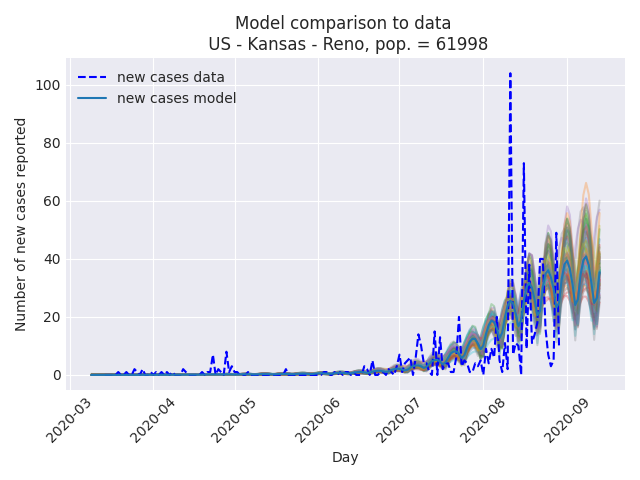 Model comparison to data
US - Kansas - Reno, pop. = 61998
new cases data
new cases model
Number of new cases reported
100
80
60
40
20
0
2020-03
2020-04
2020-05
2020-06
2020-07
2020-08
2020-09
Day